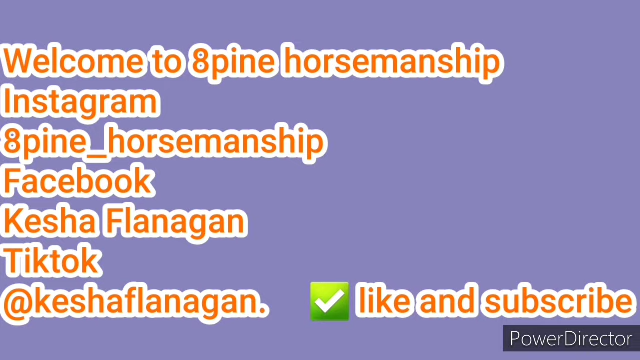 Welcome to 8pine horsemanship
Instagram
8pine_horsemanship
Facebook
Kesha Flanagan
Tiktok
@keshaflanagan. ✅ like and subscribe
PowerDirector